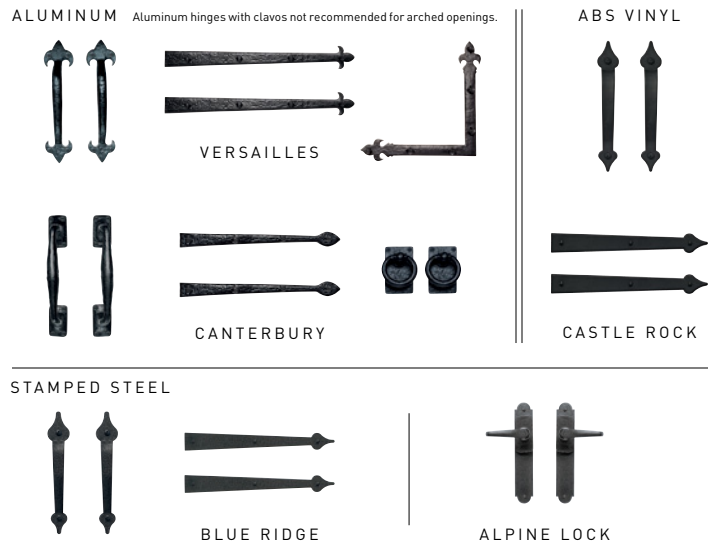 ALUMINUM Aluminum hinges with clavos not recommended for arched openings.
VERSAILLES
CANTERBURY
ABS VINYL
CASTLE ROCK
STAMPED STEEL
BLUE RIDGE
ALPINE LOCK